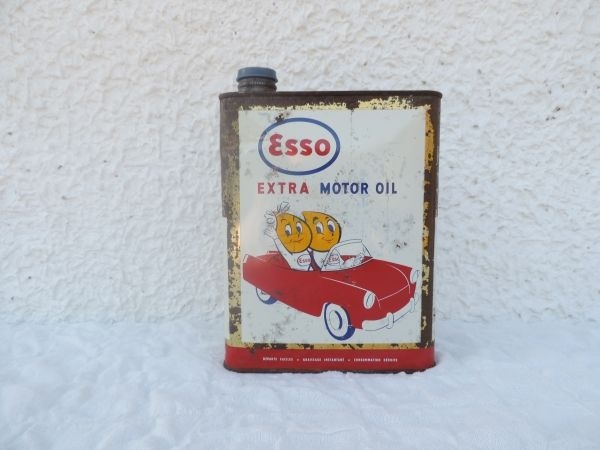 Esso
EXTRA MOTOR OIL
Esso Esso
DÉPARTS FACILES • GRAISSAGE INSTANTANÉ • CONSOMMATION RÉDUITE